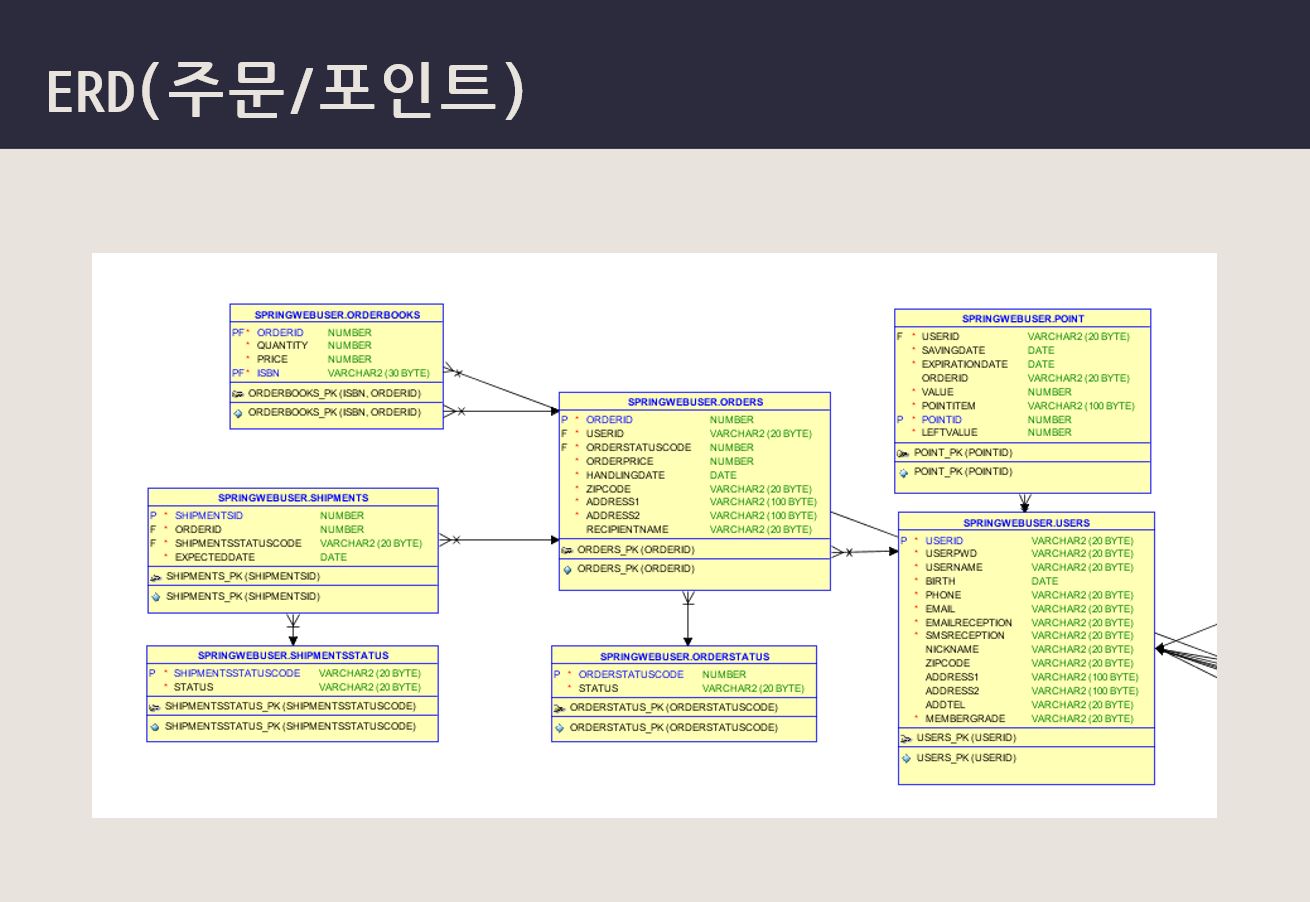 ERD(주문/포인트)
SPRINGWEBUSER.ORDERBOOKS
PF* ORDERID NUMBER
* QUANTITY NUMBER
* PRICE NUMBER
PF* ISBN VARCHAR2 (30 BYTE)
ORDERBOOKS_PK (ISBN, ORDERID)
ORDERBOOKS_PK (ISBN, ORDERID)
SPRINGWEBUSER.SHIPMENTS
P * SHIPMENTSID NUMBER
F * ORDERID NUMBER
F * SHIPMENTSSTATUSCODE VARCHAR2 (20 BYTE)
* EXPECTEDDATE DATE
SHIPMENTS_PK (SHIPMENTSID)
SHIPMENTS_PK (SHIPMENTSID)
SPRINGWEBUSER.SHIPMENTSSTATUS
P * SHIPMENTSSTATUSCODE VARCHAR2 (20 BYTE)
* STATUS VARCHAR2 (20 BYTE)
SHIPMENTSSTATUS_PK (SHIPMENTSSTATUSCODE)
SHIPMENTSSTATUS_PK (SHIPMENTSSTATUSCODE)
SPRINGWEBUSER.ORDERS
P * ORDERID NUMBER
F * USERID VARCHAR2 (20 BYTE)
F * ORDERSTATUSCODE NUMBER
* ORDERPRICE NUMBER
* HANDLINGDATE DATE
* ZIPCODE VARCHAR2 (20 BYTE)
* ADDRESS1 VARCHAR2 (100 BYTE)
* ADDRESS2 VARCHAR2 (100 BYTE)
RECIPIENTNAME VARCHAR2 (20 BYTE)
ORDERS_PK (ORDERID)
ORDERS_PK (ORDERID)
SPRINGWEBUSER.ORDERSTATUS
P * ORDERSTATUSCODE NUMBER
* STATUS VARCHAR2 (20 BYTE)
ORDERSTATUS_PK (ORDERSTATUSCODE)
ORDERSTATUS_PK (ORDERSTATUSCODE)
SPRINGWEBUSER.POINT
F * USERID VARCHAR2 (20 BYTE)
* SAVINGDATE DATE
* EXPIRATIONDATE DATE
ORDERID VARCHAR2 (20 BYTE)
* VALUE NUMBER
* POINTITEM VARCHAR2 (100 BYTE)
P * POINTID NUMBER
* LEFTVALUE NUMBER
POINT_PK (POINTID)
POINT_PK (POINTID)
SPRINGWEBUSER.USERS
P * USERID VARCHAR2 (20 BYTE)
* USERPWD VARCHAR2 (20 BYTE)
* USERNAME VARCHAR2 (20 BYTE)
* BIRTH DATE
* PHONE VARCHAR2 (20 BYTE)
* EMAIL VARCHAR2 (20 BYTE)
* EMAILRECEPTION VARCHAR2 (20 BYTE)
* SMSRECEPTION VARCHAR2 (20 BYTE)
NICKNAME VARCHAR2 (20 BYTE)
ZIPCODE VARCHAR2 (20 BYTE)
ADDRESS1 VARCHAR2 (100 BYTE)
ADDRESS2 VARCHAR2 (100 BYTE)
ADDTEL VARCHAR2 (20 BYTE)
* MEMBERGRADE VARCHAR2 (20 BYTE)
USERS_PK (USERID)
USERS_PK (USERID)